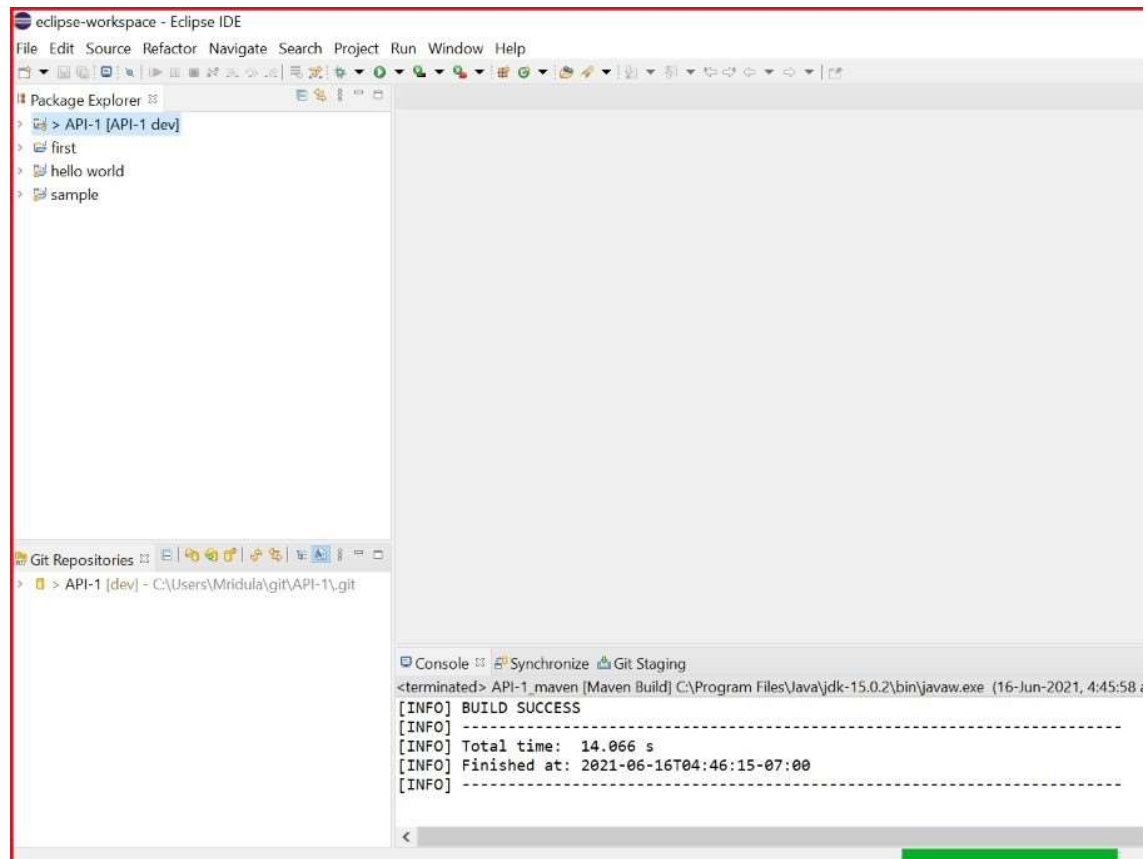 eclipse-workspace - Eclipse IDE
File Edit Source Refactor Navigate Search Project Run Window Help
Package Explorer
> API-1 [API-1 dev]
first
hello world
sample
Git Repositories
> API-1 [dev] - C:\Users\Mridula\git\API-1\.git
Console Synchronize Git Staging
<terminated> API-1_maven [Maven Build] C:\Program Files\Java\jdk-15.0.2\bin\javaw.exe (16-Jun-2021, 4:45:58 a
[INFO] BUILD SUCCESS
[INFO] ------------------------------------------------------------------------
[INFO] Total time: 14.066 s
[INFO] Finished at: 2021-06-16T04:46:15-07:00
[INFO] ------------------------------------------------------------------------